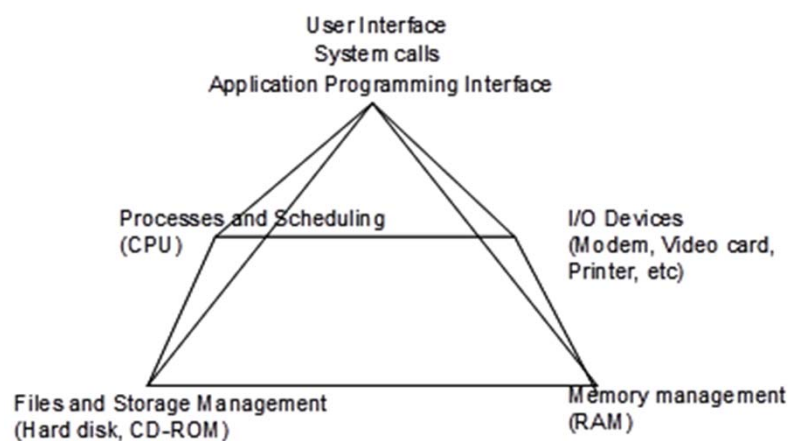 User Interface
System calls
Application Programming Interface
Processes and Scheduling
(CPU)
I/O Devices
(Modem, Video card,
Printer, etc)
Files and Storage Management
(Hard disk, CD-ROM)
Memory management
(RAM)